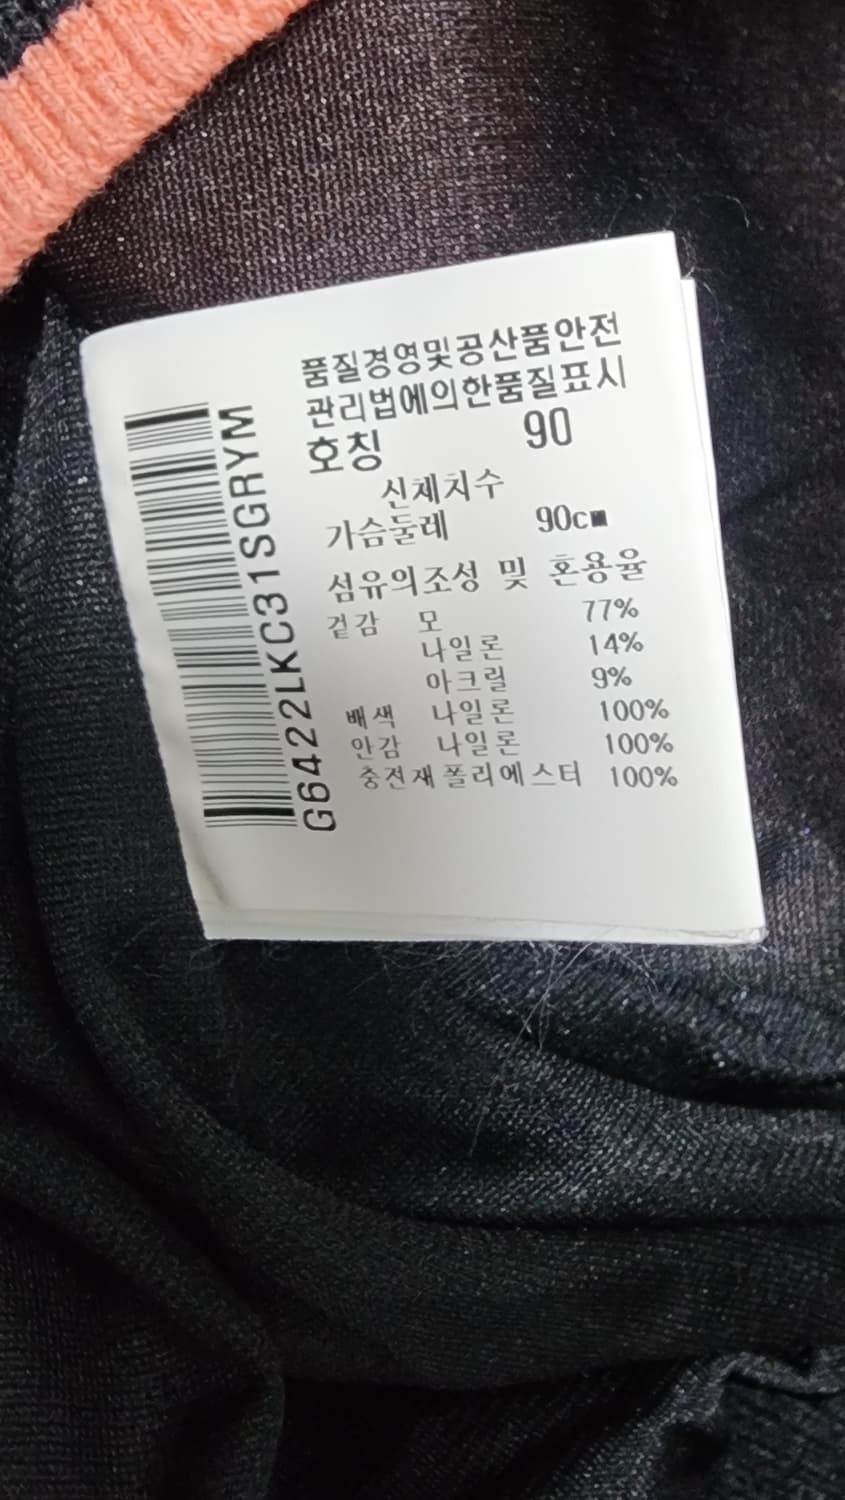 품질경영및공산품안전
관리법에의한품질표시
호칭 90
신체치수
가슴둘레 90cm
섬유의조성 및 혼용율
겉감 모 77%
나일론 14%
아크릴 9%
배색 나일론 100%
안감 나일론 100%
충전재 폴리에스터 100%
G6422LKC31SGRYM